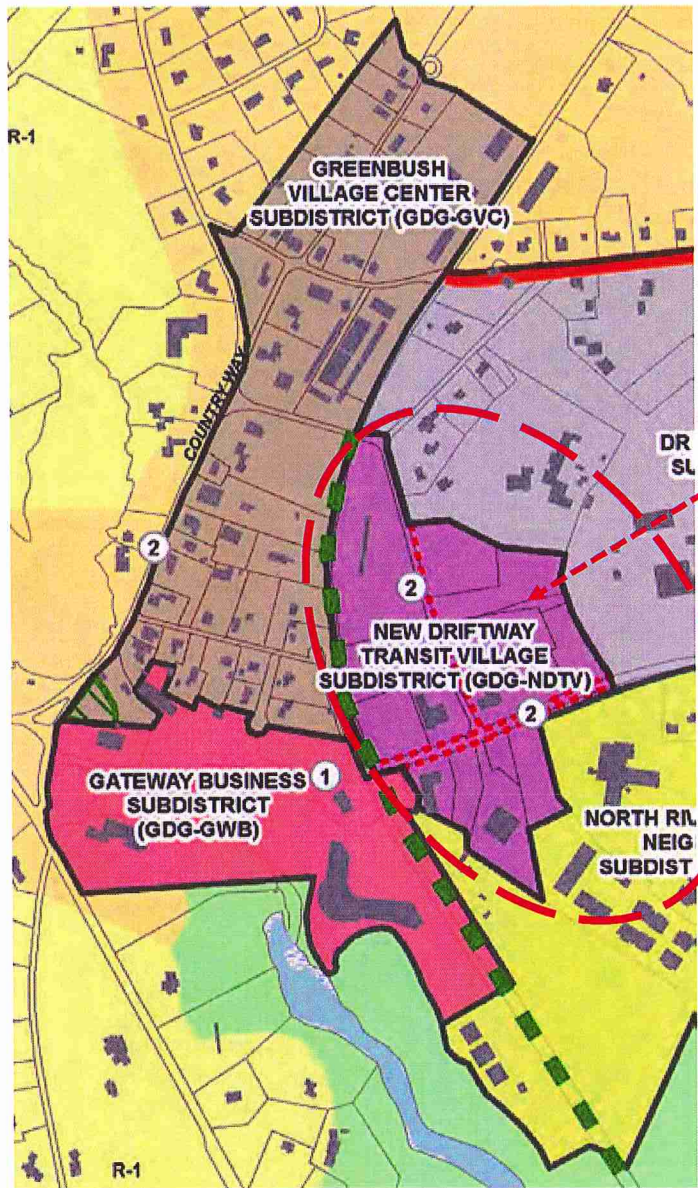 R-1
GREENBUSH
VILLAGE CENTER
SUBDISTRICT (GDG-GVC)
COUNTRY WAY
DR
SU
2
2
NEW DRIFTWAY
TRANSIT VILLAGE
SUBDISTRICT (GDG-NDTV)
2
GATEWAY BUSINESS
SUBDISTRICT
(GDG-GWB)
1
NORTH RIV
NEIG
SUBDIST
R-1